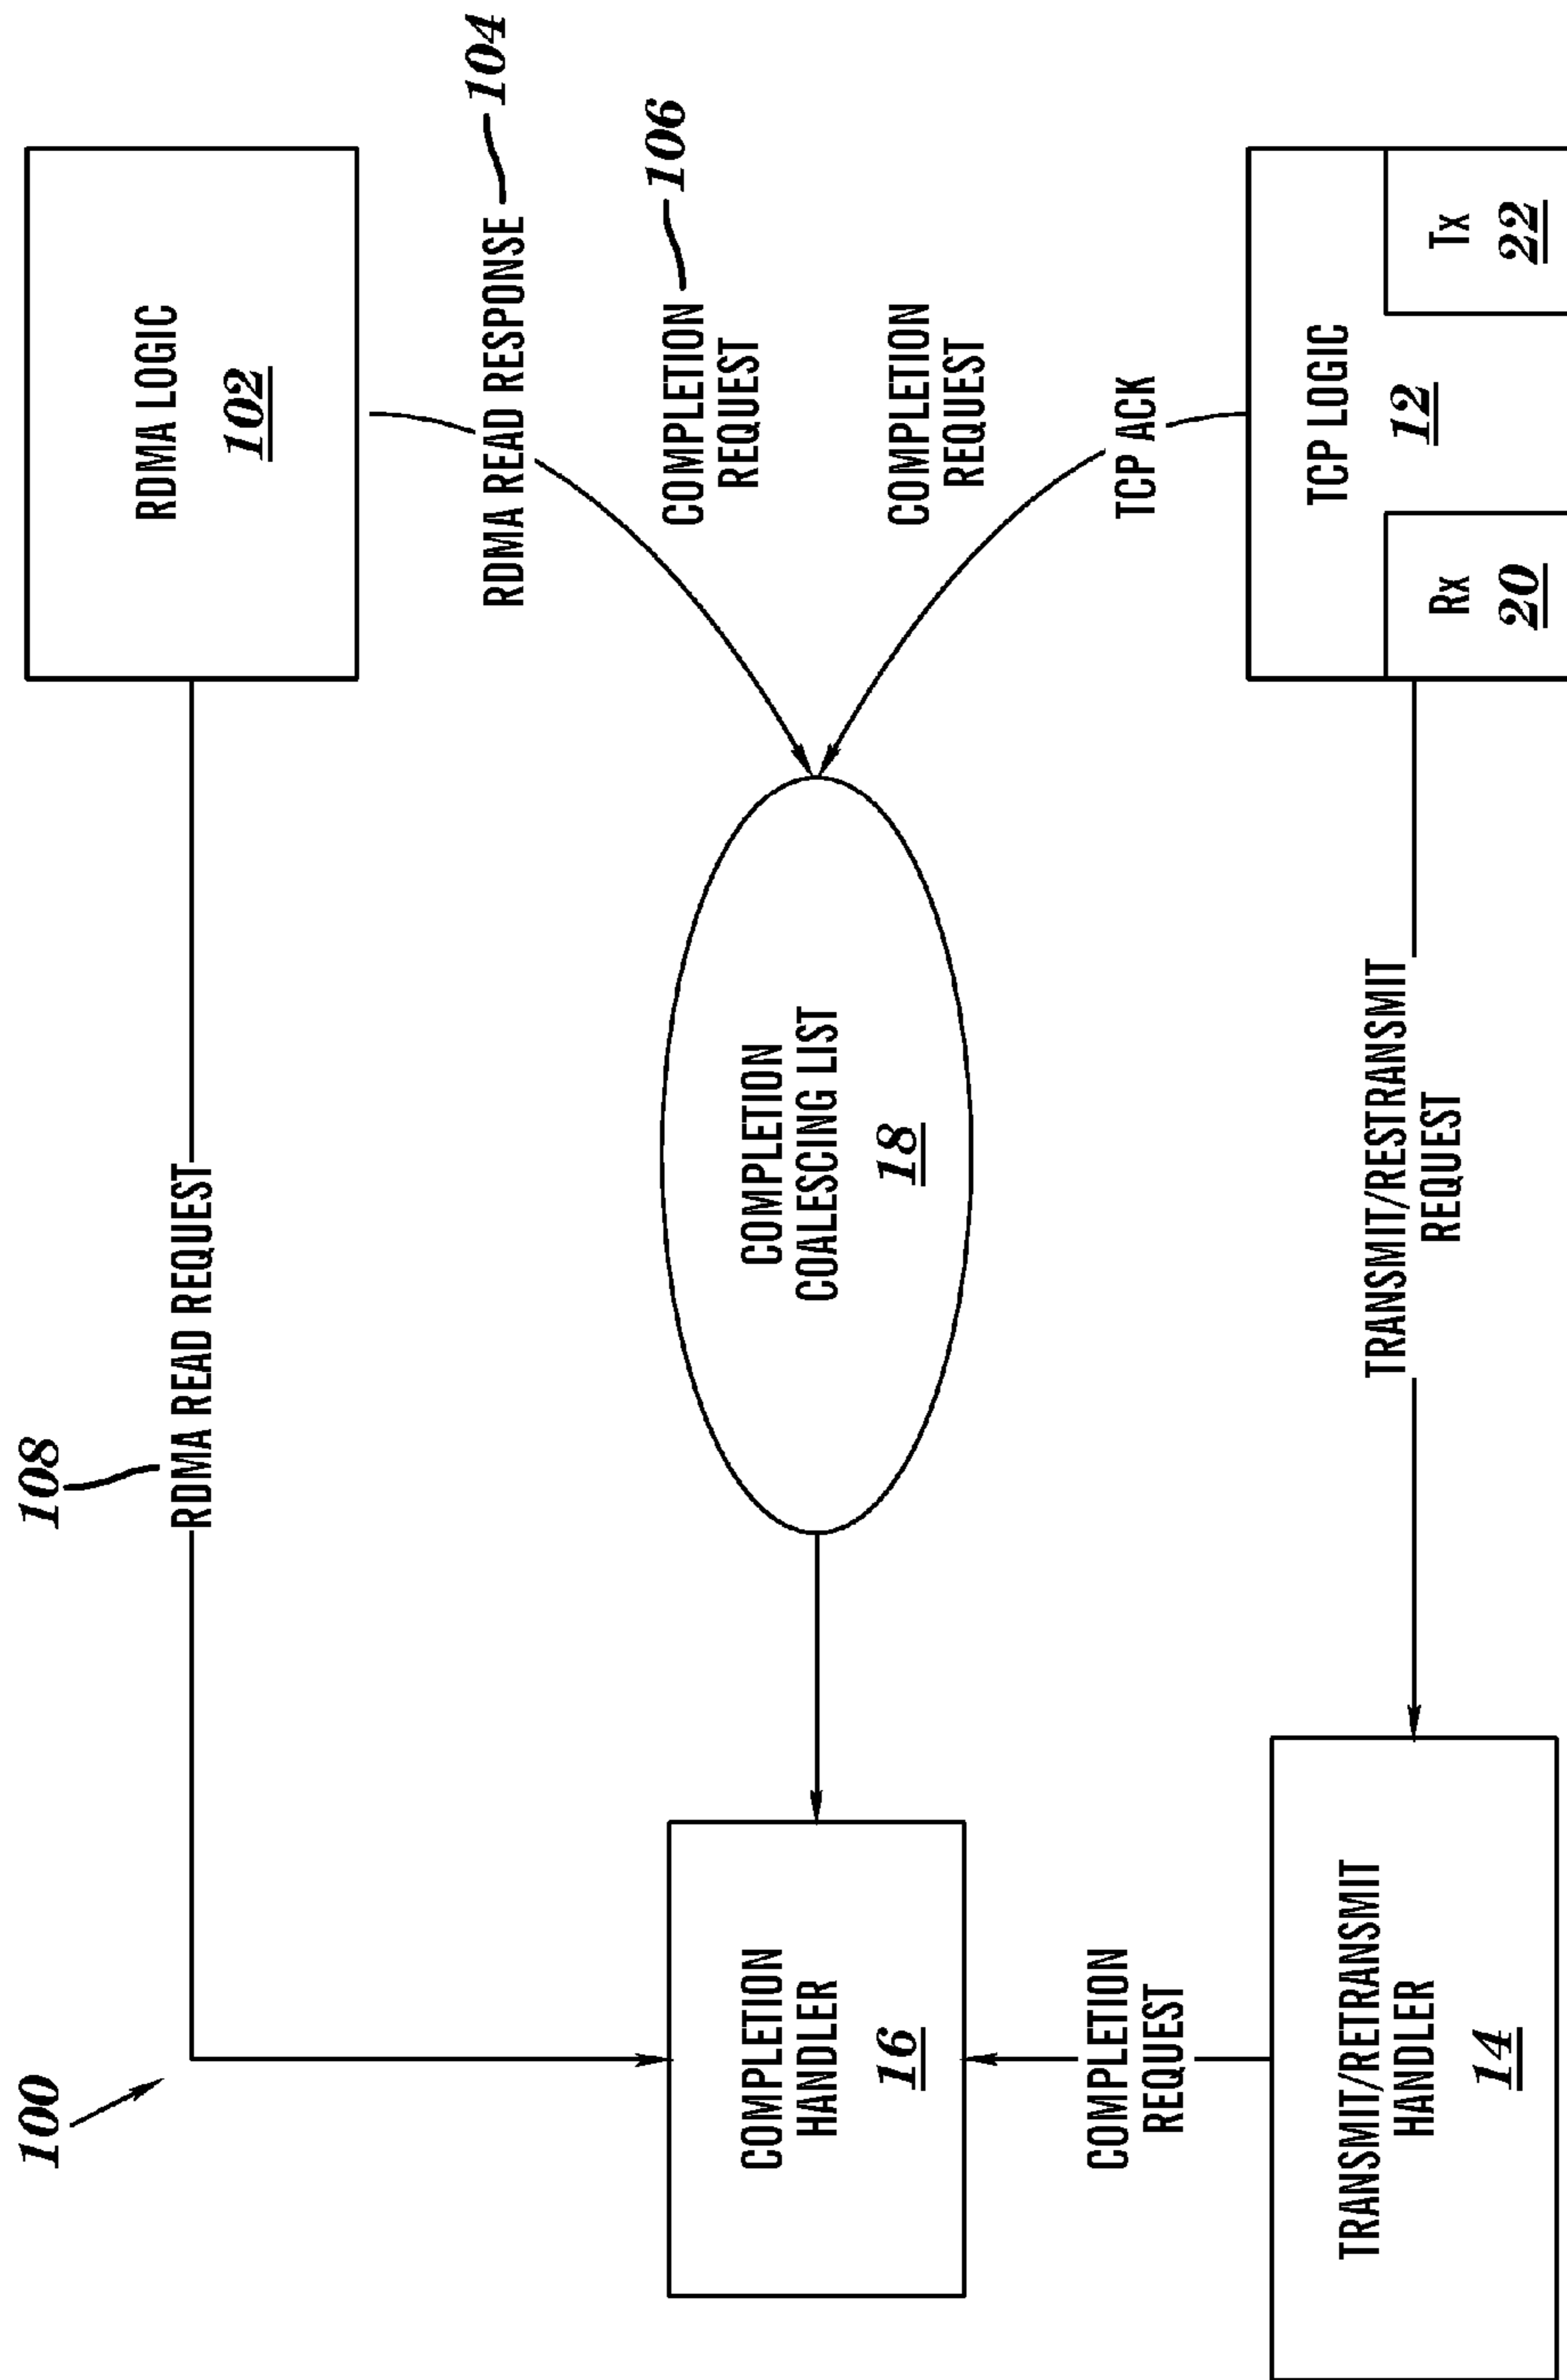 100
108
RDMA READ REQUEST
RDMA LOGIC
102
RDMA READ RESPONSE
104
COMPLETION
REQUEST
106
COMPLETION
HANDLER
16
COMPLETION
COALESCING LIST
18
COMPLETION
REQUEST
TCP ACK
COMPLETION
REQUEST
TRANSMIT/RETRANSMIT
HANDLER
14
TRANSMIT/RESTRANSMIT
REQUEST
TCP LOGIC
12
Rx
20
Tx
22